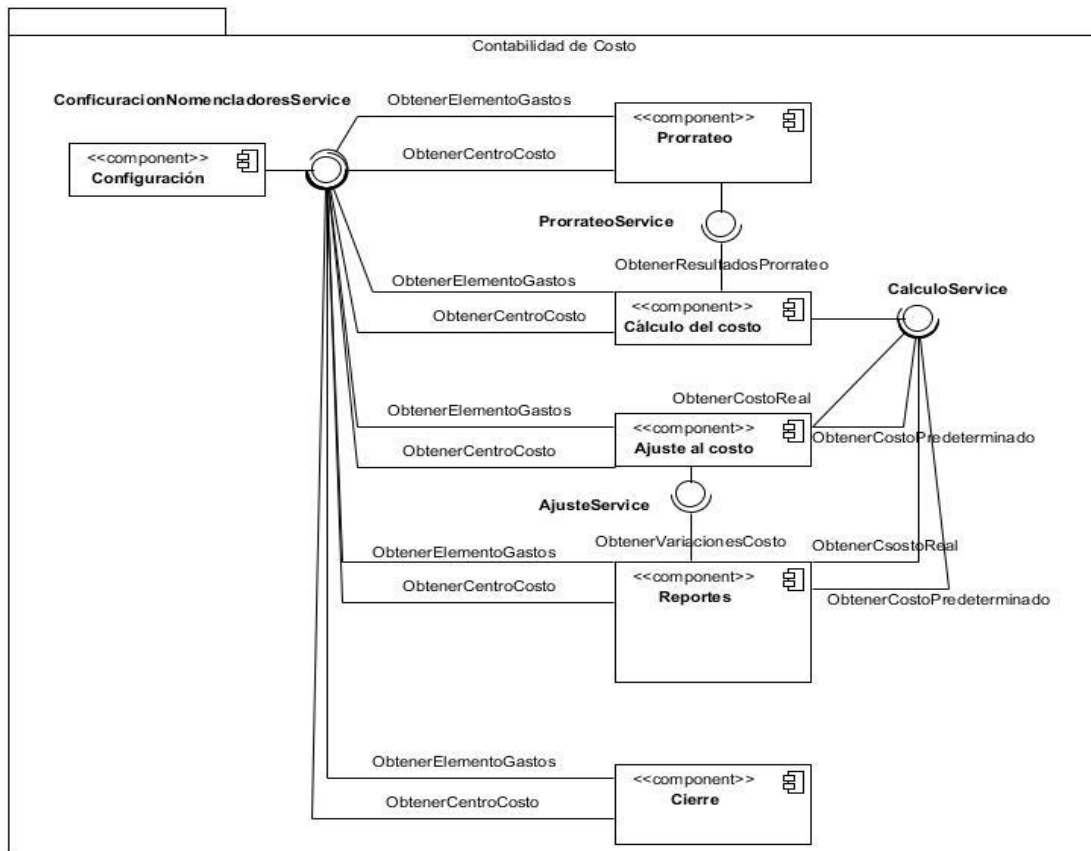 Contabilidad de Costo
ConficuracionNomencladoresService
ObtenerElementoGastos
<<component>>
Prorrateo
<<component>>
Configuración
ObtenerCentroCosto
ProrrateoService
ObtenerResultadosProrrateo
ObtenerElementoGastos
CalculoService
<<component>>
Cálculo del costo
ObtenerCentroCosto
ObtenerCostoReal
ObtenerElementoGastos
<<component>>
Ajuste al costo
ObtenerCostoPredeterminado
ObtenerCentroCosto
AjusteService
ObtenerVariacionesCosto
ObtenerCsostoReal
ObtenerElementoGastos
<<component>>
Reportes
ObtenerCentroCosto
ObtenerCostoPredeterminado
ObtenerElementoGastos
<<component>>
Cierre
ObtenerCentroCosto